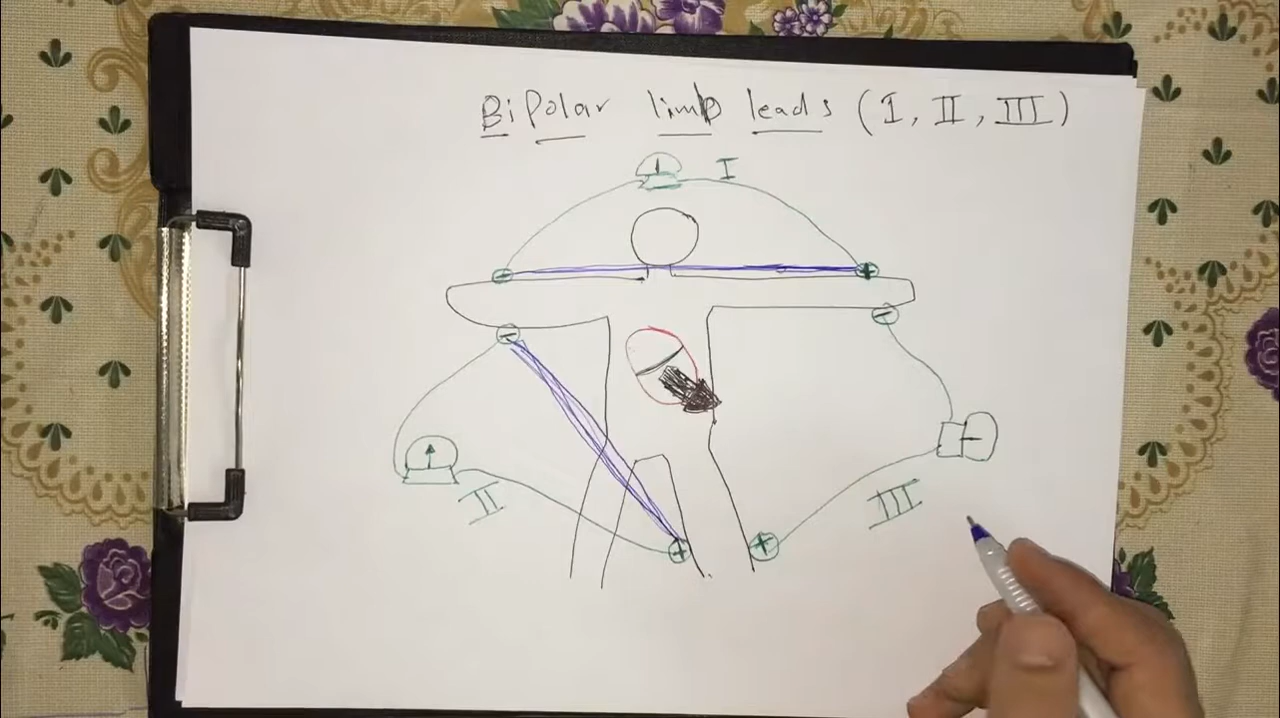 Bipolar limb leads (I, II, III)
I
−
+
−
−
II
III
+
+